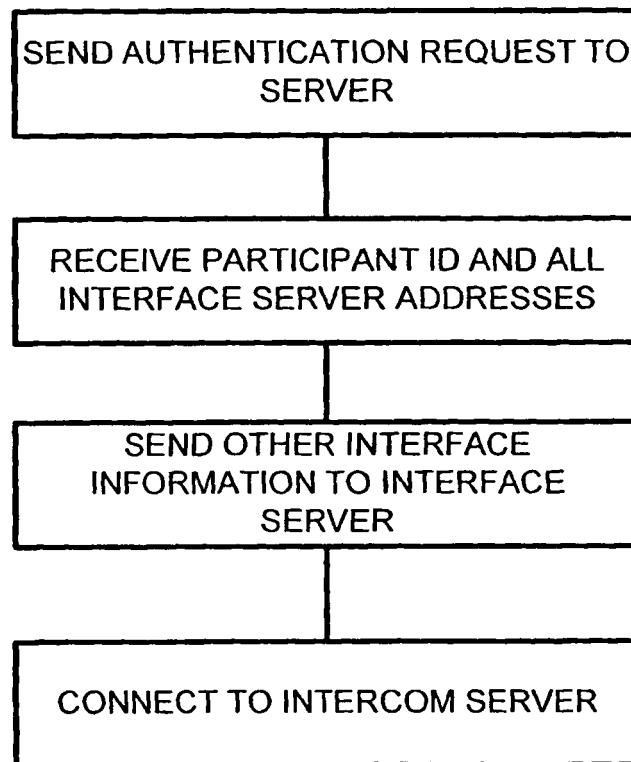 SEND AUTHENTICATION REQUEST TO
SERVER
RECEIVE PARTICIPANT ID AND ALL
INTERFACE SERVER ADDRESSES
SEND OTHER INTERFACE
INFORMATION TO INTERFACE
SERVER
CONNECT TO INTERCOM SERVER